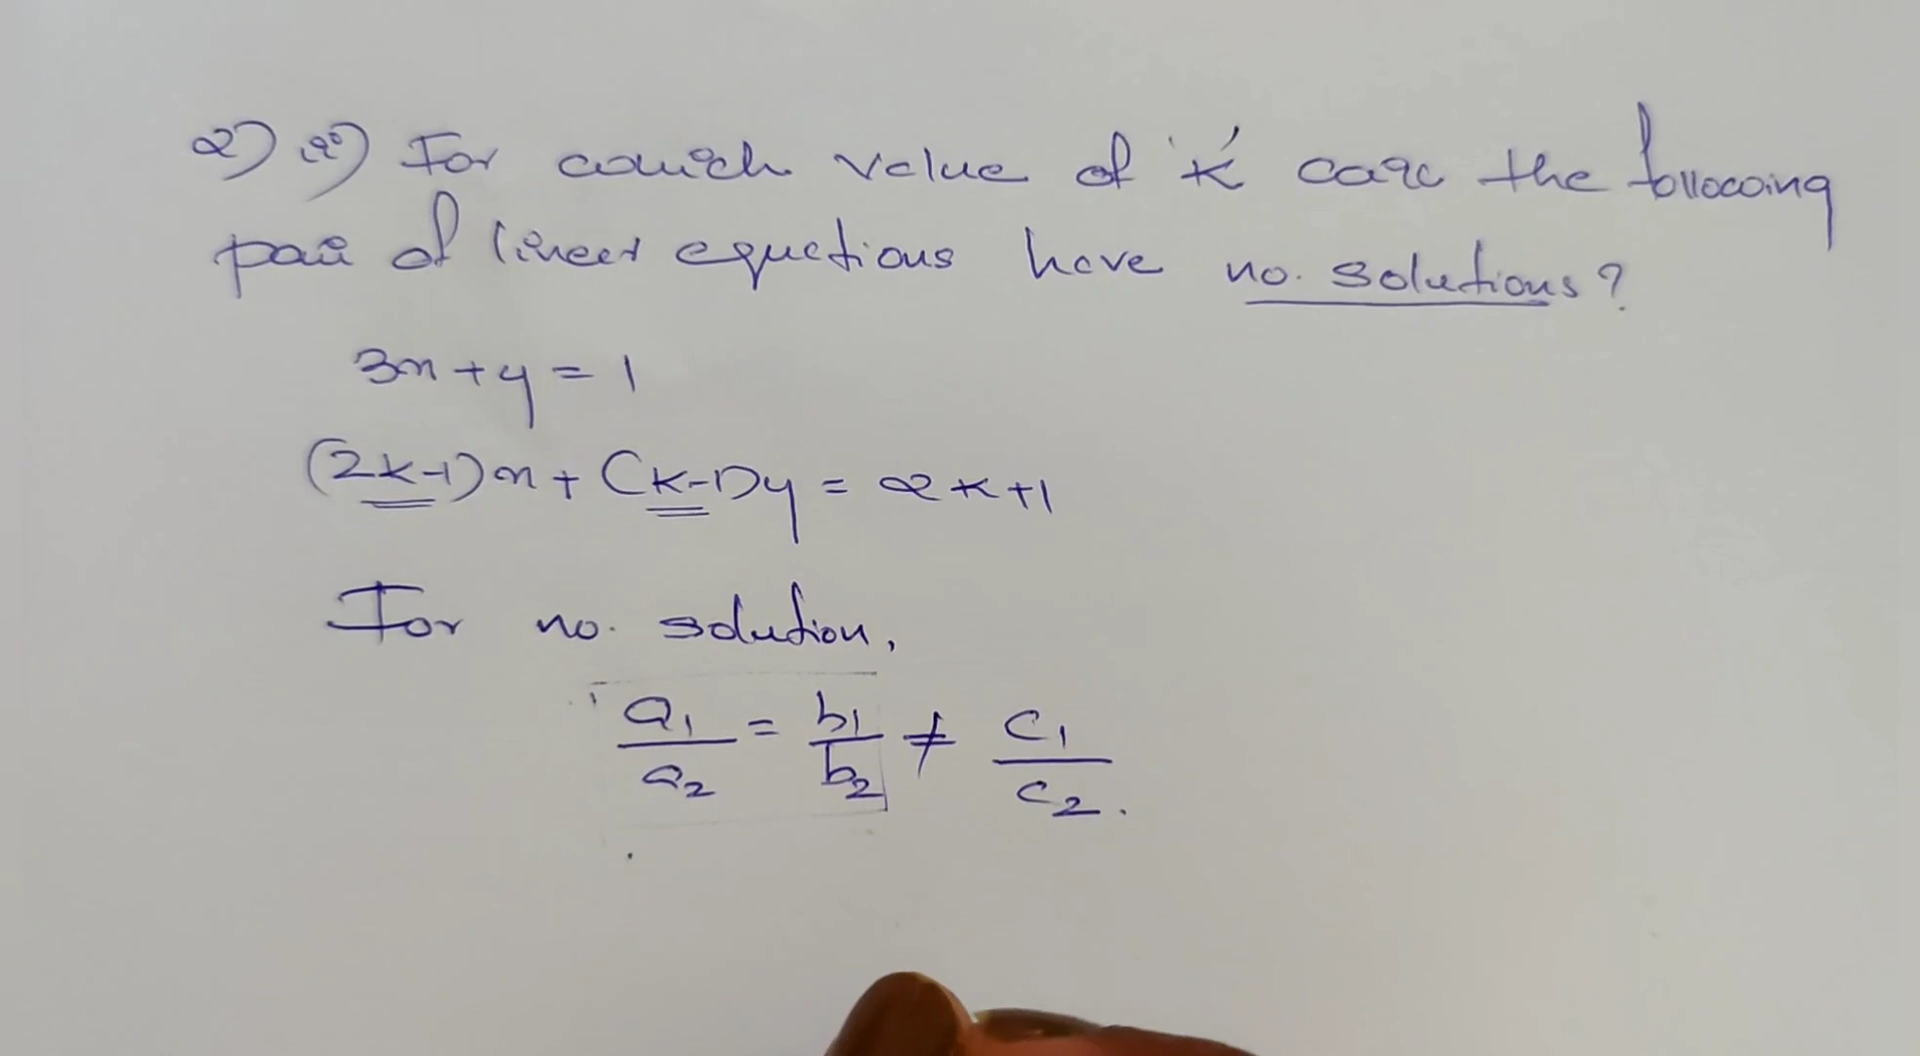 2) ii) For which value of 'K' care the following
pair of linear equations have no. solutions?
3x + y = 1
(2k-1)x + (k-1)y = 2k+1
For no. solution,
a₁/a₂ = b₁/b₂ ≠ c₁/c₂.